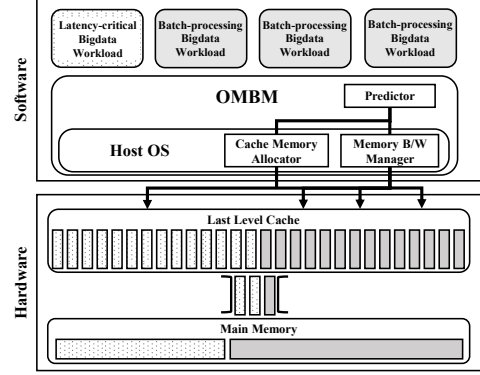 Software
Latency-critical
Bigdata
Workload
Batch-processing
Bigdata
Workload
Batch-processing
Bigdata
Workload
Batch-processing
Bigdata
Workload
OMBM
Predictor
Host OS
Cache Memory
Allocator
Memory B/W
Manager
Hardware
Last Level Cache
Main Memory